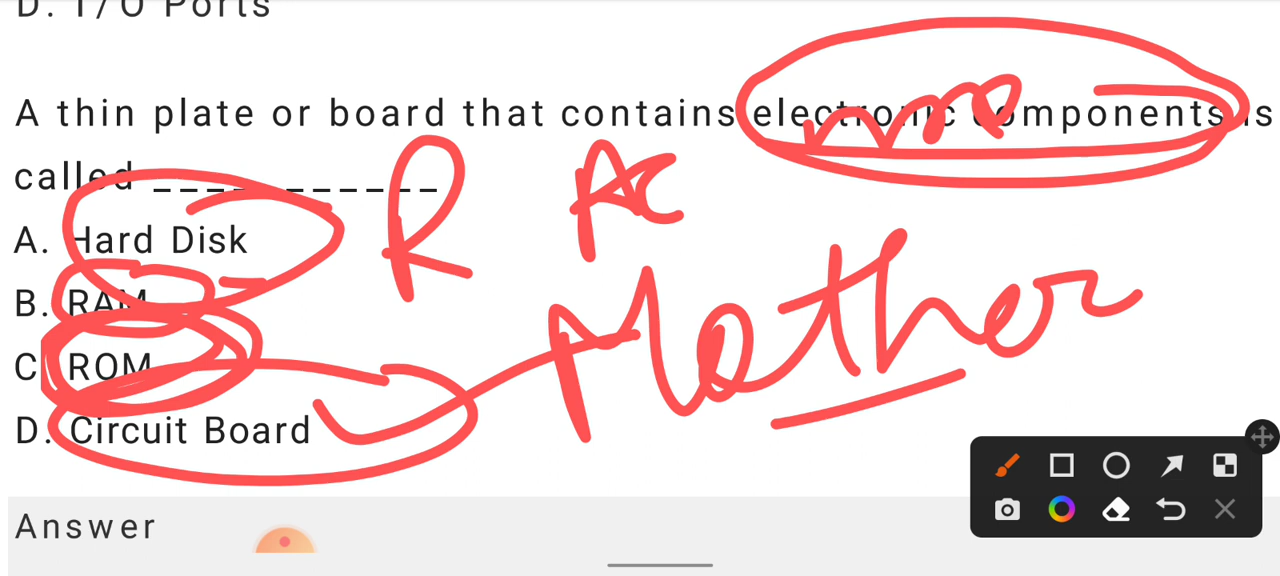 D. I/O Ports
A thin plate or board that contains electronic components is
called ___________
A. Hard Disk
B. RAM
C. ROM
D. Circuit Board
R AC
Mother
Answer